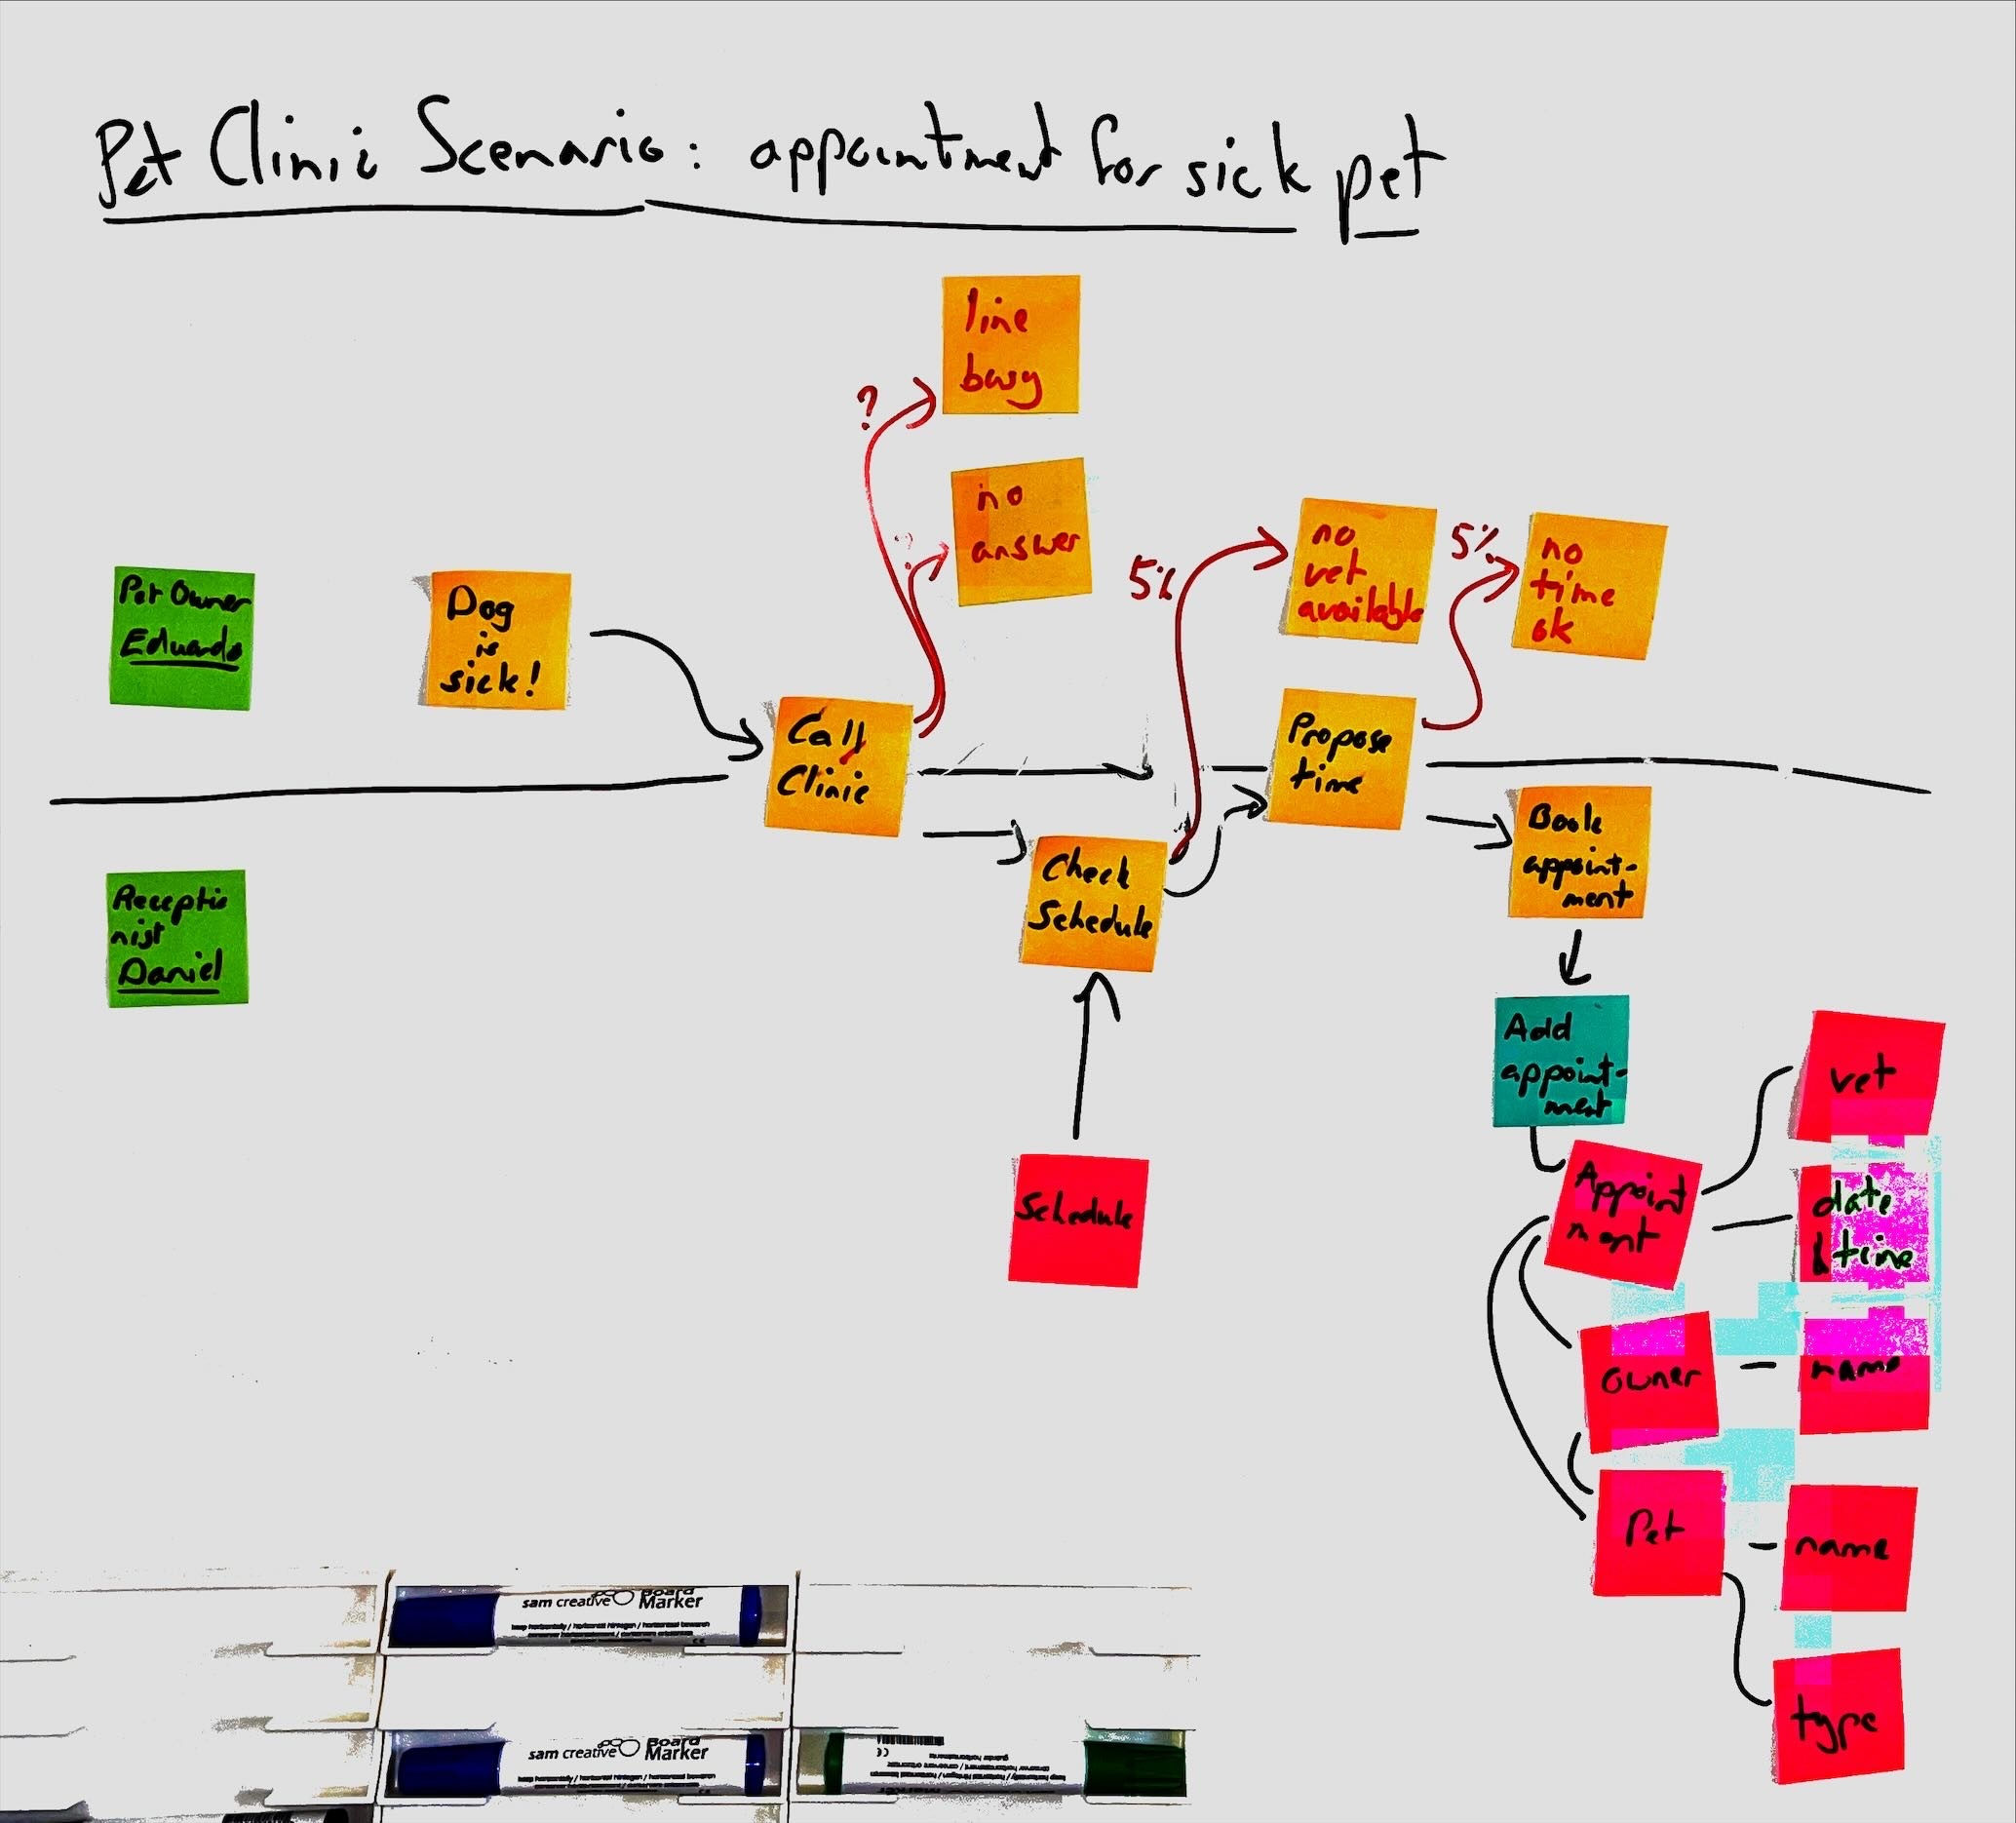 Pet Clinic Scenario: appointment for sick pet
line
busy
?
no
answer
?
Pet Owner
Eduardo
Dog
is
sick!
Call
Clinic
5%
no
vet
available
5%
no
time
ok
Propose
time
Receptio
nist
Daniel
Check
Schedule
Book
appoint-
ment
Schedule
Add
appoint-
ment
Appoint
ment
vet
date
time
owner
name
Pet
name
type
sam creative Board
Marker
sam creative Board
Marker